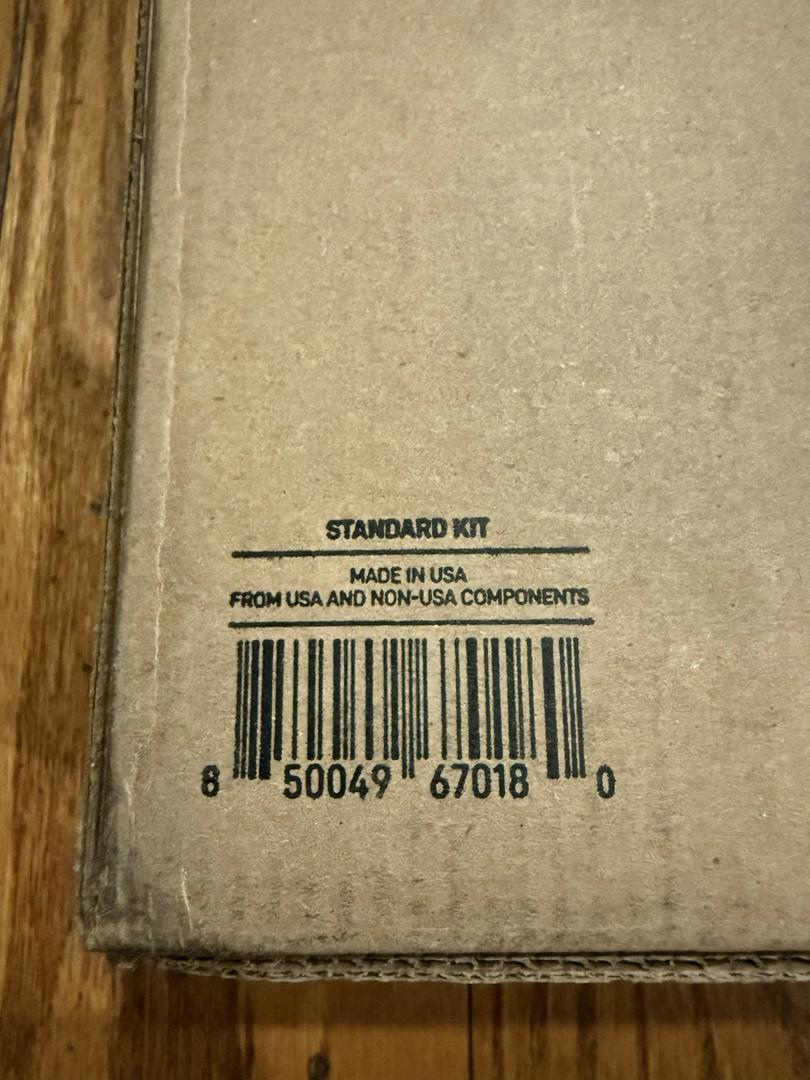 STANDARD KIT
MADE IN USA
FROM USA AND NON-USA COMPONENTS
8 50049 67018 0